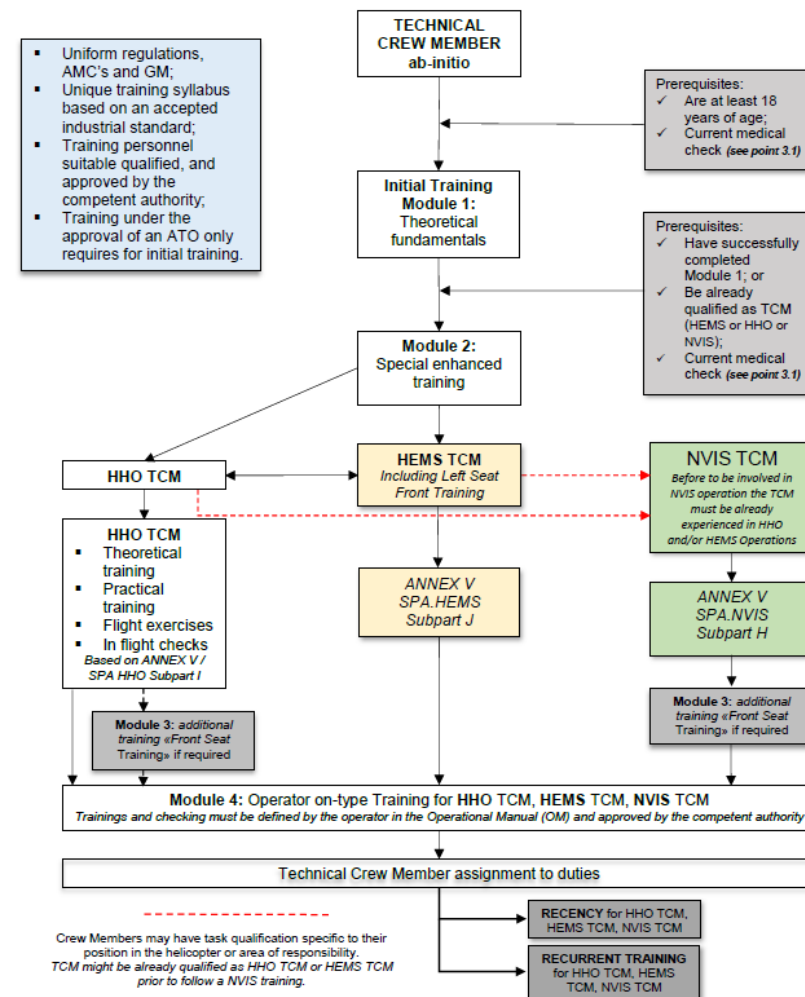 TECHNICAL
CREW MEMBER
ab-initio
▪ Uniform regulations,
AMC's and GM;
▪ Unique training syllabus
based on an accepted
industrial standard;
▪ Training personnel
suitable qualified, and
approved by the
competent authority;
▪ Training under the
approval of an ATO only
requires for initial training.
Prerequisites:
✓ Are at least 18
years of age;
✓ Current medical
check (see point 3.1)
Initial Training
Module 1:
Theoretical
fundamentals
Prerequisites:
✓ Have successfully
completed
Module 1; or
✓ Be already
qualified as TCM
(HEMS or HHO or
NVIS);
✓ Current medical
check (see point 3.1)
Module 2:
Special enhanced
training
HHO TCM
HEMS TCM
Including Left Seat
Front Training
NVIS TCM
Before to be involved in
NVIS operation the TCM
must be already
experienced in HHO
and/or HEMS Operations
HHO TCM
▪ Theoretical
training
▪ Practical
training
▪ Flight exercises
▪ In flight checks
Based on ANNEX V /
SPA HHO Subpart I
ANNEX V
SPA.HEMS
Subpart J
ANNEX V
SPA.NVIS
Subpart H
Module 3: additional
training «Front Seat
Training» if required
Module 3: additional
training «Front Seat
Training» if required
Module 4: Operator on-type Training for HHO TCM, HEMS TCM, NVIS TCM
Trainings and checking must be defined by the operator in the Operational Manual (OM) and approved by the competent authority
Technical Crew Member assignment to duties
RECENCY for HHO TCM,
HEMS TCM, NVIS TCM
RECURRENT TRAINING
for HHO TCM, HEMS
TCM, NVIS TCM
Crew Members may have task qualification specific to their
position in the helicopter or area of responsibility.
TCM might be already qualified as HHO TCM or HEMS TCM
prior to follow a NVIS training.